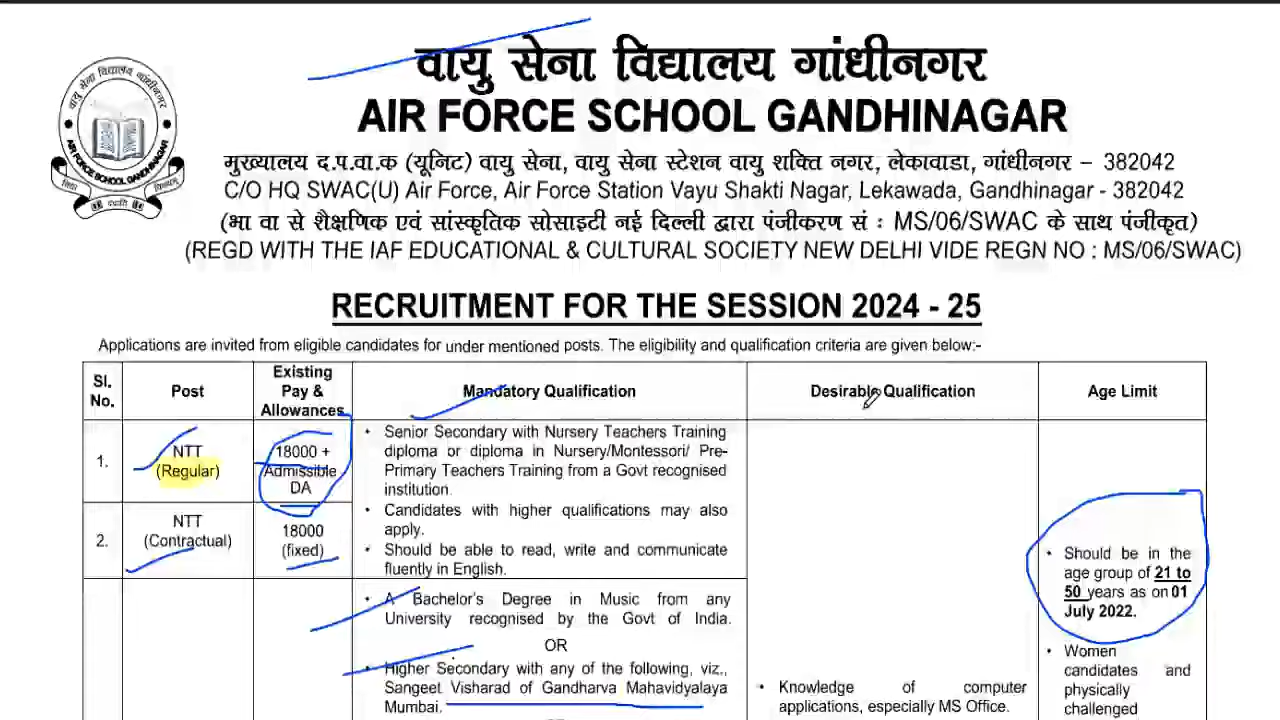 वायु सेना विद्यालय गांधीनगर
AIR FORCE SCHOOL GANDHINAGAR
मुख्यालय द.प.वा.क (यूनिट) वायु सेना, वायु सेना स्टेशन वायु शक्ति नगर, लेकावाडा, गांधीनगर – 382042
C/O HQ SWAC(U) Air Force, Air Force Station Vayu Shakti Nagar, Lekawada, Gandhinagar - 382042
(भा वा से शैक्षणिक एवं सांस्कृतिक सोसाइटी नई दिल्ली द्वारा पंजीकरण सं : MS/06/SWAC के साथ पंजीकृत)
(REGD WITH THE IAF EDUCATIONAL & CULTURAL SOCIETY NEW DELHI VIDE REGN NO : MS/06/SWAC)
वायु सेना विद्यालय गांधीनगर
AIR FORCE SCHOOL GANDHINAGAR
RECRUITMENT FOR THE SESSION 2024 - 25
Applications are invited from eligible candidates for under mentioned posts. The eligibility and qualification criteria are given below:-
Sl. No.
Post
Existing
Pay &
Allowances
Mandatory Qualification
Desirable Qualification
Age Limit
1.
NTT
(Regular)
18000 +
Admissible
DA
• Senior Secondary with Nursery Teachers Training
diploma or diploma in Nursery/Montessori/ Pre-
Primary Teachers Training from a Govt recognised
institution.
• Candidates with higher qualifications may also
apply.
• Should be able to read, write and communicate
fluently in English.
2.
NTT
(Contractual)
18000
(fixed)
• A Bachelor's Degree in Music from any
University recognised by the Govt of India.
OR
• Higher Secondary with any of the following, viz.,
Sangeet Visharad of Gandharva Mahavidyalaya
Mumbai.
• Knowledge of computer
applications, especially MS Office.
• Should be in the
age group of 21 to
50 years as on 01
July 2022.
• Women
candidates and
physically
challenged